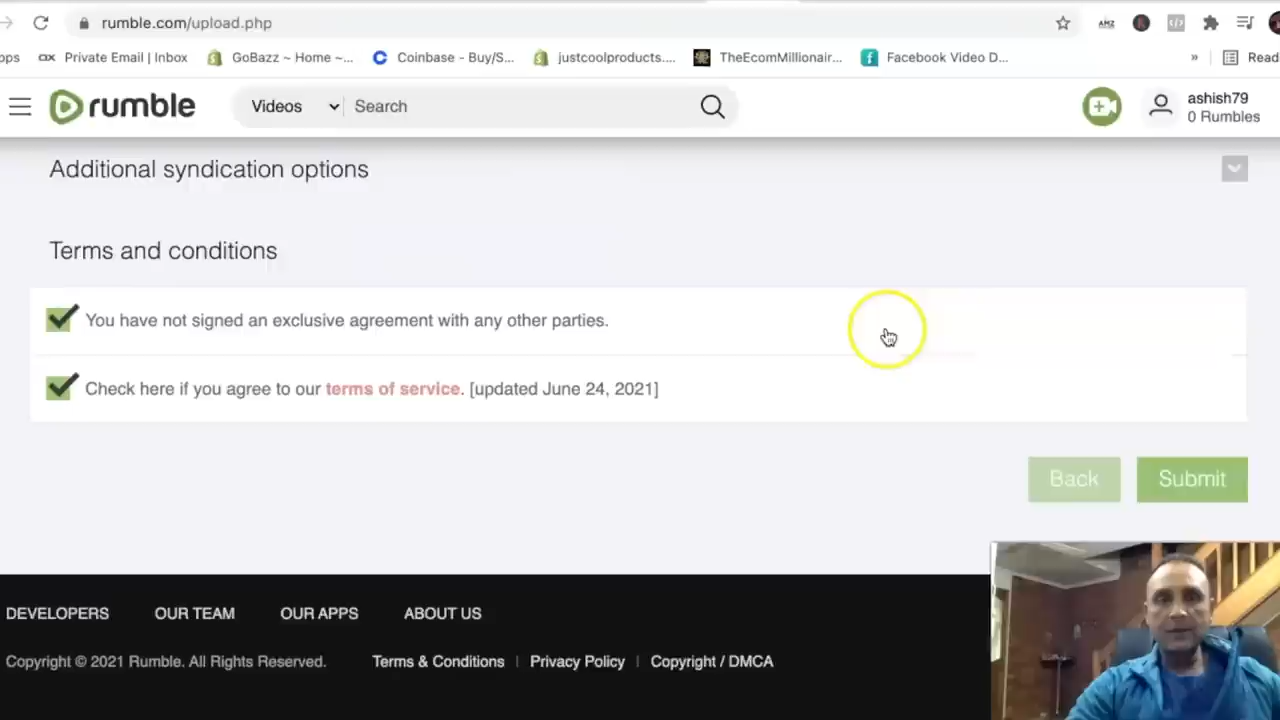 rumble.com/upload.php
pps Private Email | Inbox GoBazz ~ Home ~... Coinbase - Buy/S... justcoolproducts.... TheEcomMillionair... Facebook Video D... » Read
rumble Videos Search ashish79
0 Rumbles
Additional syndication options
Terms and conditions
You have not signed an exclusive agreement with any other parties.
Check here if you agree to our terms of service. [updated June 24, 2021]
Back Submit
DEVELOPERS OUR TEAM OUR APPS ABOUT US
Copyright © 2021 Rumble. All Rights Reserved. Terms & Conditions | Privacy Policy | Copyright / DMCA